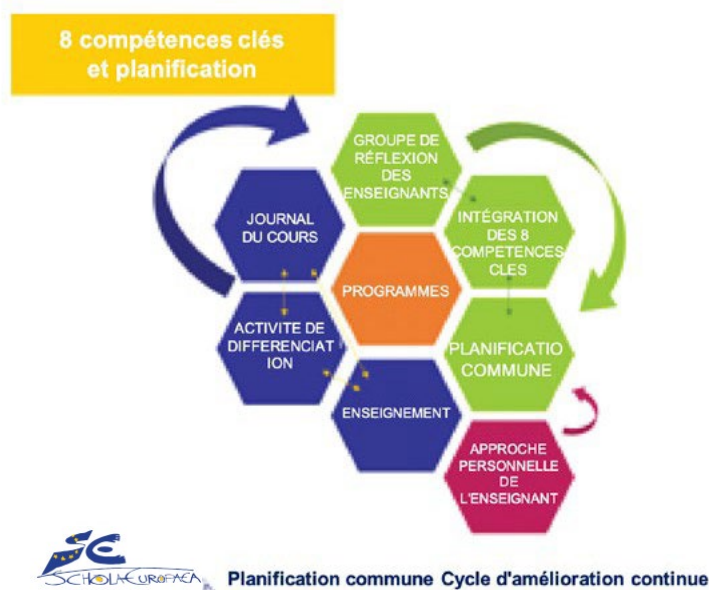 8 compétences clés
et planification
GROUPE DE
RÉFLEXION
DES
ENSEIGNANTS
JOURNAL
DU COURS
INTÉGRATION
DES 8
COMPETENCES
CLES
PROGRAMMES
ACTIVITE DE
DIFFERENCIAT
ION
PLANIFICATIO
COMMUNE
ENSEIGNEMENT
APPROCHE
PERSONNELLE
DE
L'ENSEIGNANT
SCHOLA EUROPAEA
Planification commune Cycle d'amélioration continue